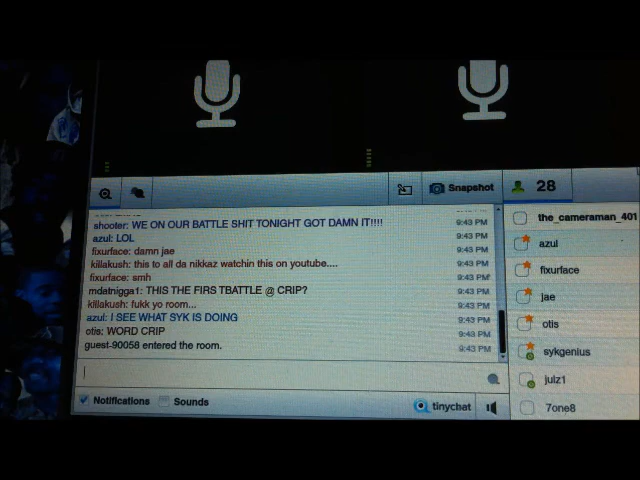 Snapshot
28
shooter: WE ON OUR BATTLE SHIT TONIGHT GOT DAMN IT!!!! 9:43 PM
azul: LOL 9:43 PM
fixurface: damn jae 9:43 PM
killakush: this to all da nikkaz watchin this on youtube.... 9:43 PM
fixurface: smh 9:43 PM
mdatnigga1: THIS THE FIRS TBATTLE @ CRIP? 9:43 PM
killakush: fukk yo room... 9:43 PM
azul: I SEE WHAT SYK IS DOING 9:43 PM
otis: WORD CRIP 9:43 PM
guest-90058 entered the room. 9:43 PM
Notifications
Sounds
tinychat
the_cameraman_401
azul
fixurface
jae
otis
sykgenius
julz1
7one8